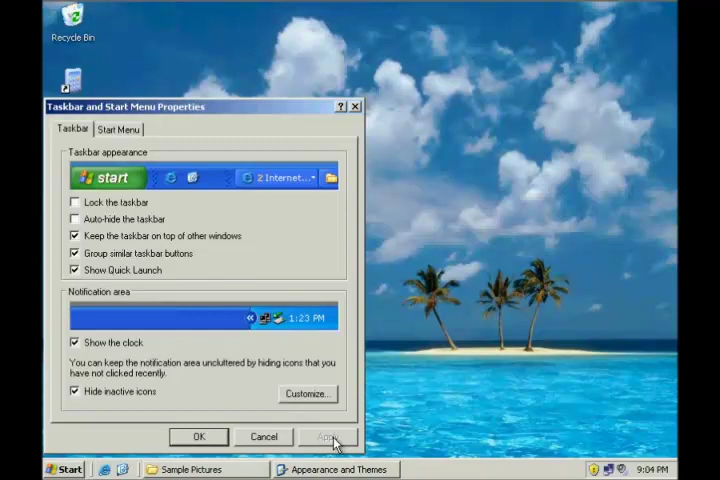 Recycle Bin
Taskbar and Start Menu Properties
Taskbar
Start Menu
Taskbar appearance
start
2 Internet...
Lock the taskbar
Auto-hide the taskbar
Keep the taskbar on top of other windows
Group similar taskbar buttons
Show Quick Launch
Notification area
1:23 PM
Show the clock
You can keep the notification area uncluttered by hiding icons that you
have not clicked recently.
Hide inactive icons
Customize...
OK
Cancel
Start
Sample Pictures
Appearance and Themes
9:04 PM